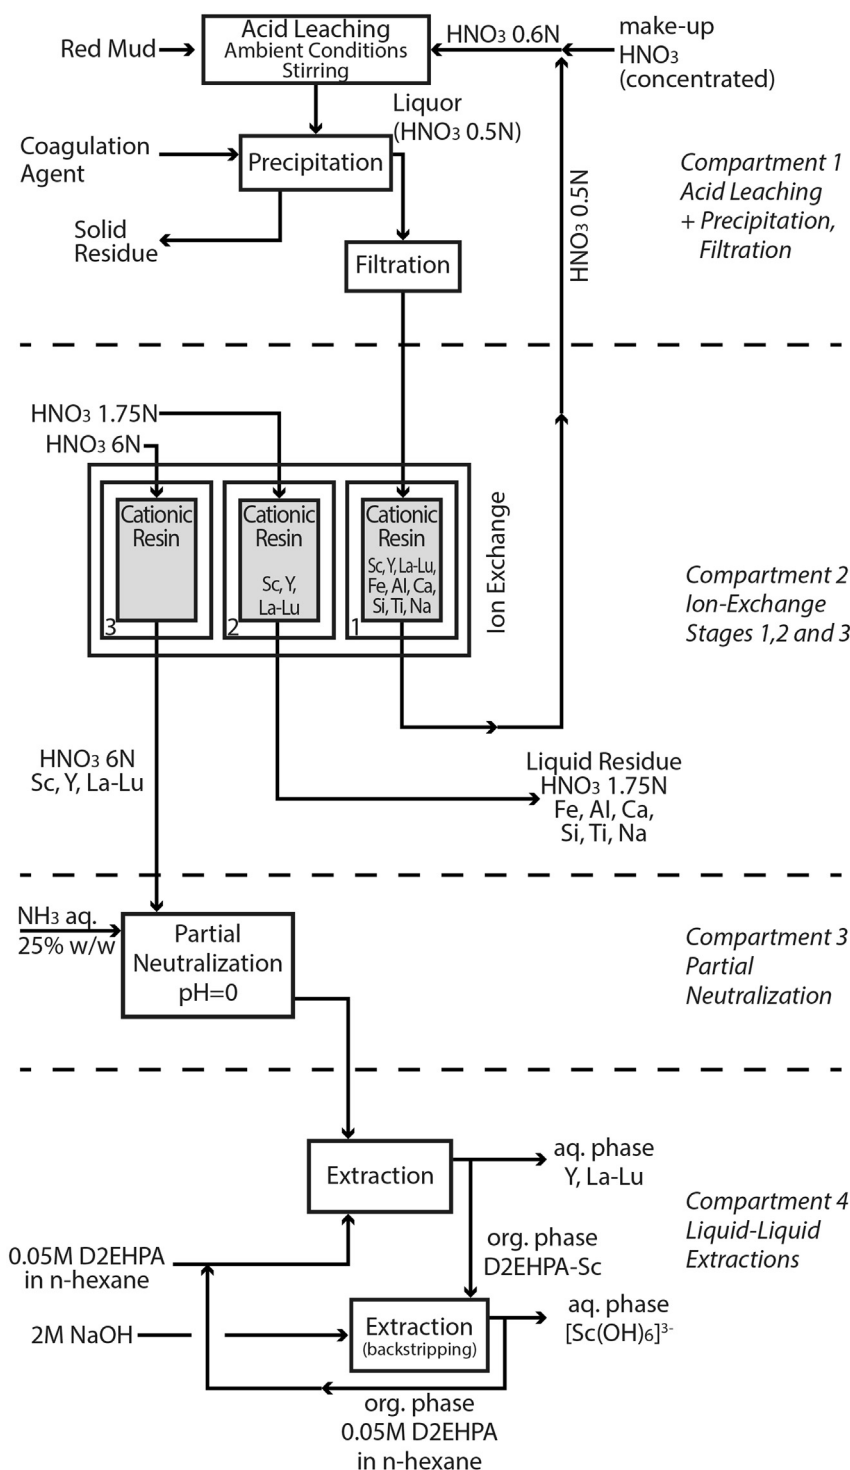 Red Mud
Acid Leaching
Ambient Conditions
Stirring
HNO3 0.6N
make-up
HNO3
(concentrated)
Liquor
(HNO3 0.5N)
Coagulation
Agent
Precipitation
Solid
Residue
Filtration
HNO3 0.5N
Compartment 1
Acid Leaching
+ Precipitation,
Filtration
HNO3 1.75N
HNO3 6N
Cationic
Resin
3
Cationic
Resin
Sc, Y,
La-Lu
2
Cationic
Resin
Sc, Y, La-Lu,
Fe, Al, Ca,
Si, Ti, Na
1
Ion Exchange
Compartment 2
Ion-Exchange
Stages 1,2 and 3
HNO3 6N
Sc, Y, La-Lu
Liquid Residue
HNO3 1.75N
Fe, Al, Ca,
Si, Ti, Na
NH3 aq.
25% w/w
Partial
Neutralization
pH=0
Compartment 3
Partial
Neutralization
Extraction
aq. phase
Y, La-Lu
org. phase
D2EHPA-Sc
0.05M D2EHPA
in n-hexane
2M NaOH
Extraction
(backstripping)
aq. phase
[Sc(OH)6]3-
org. phase
0.05M D2EHPA
in n-hexane
Compartment 4
Liquid-Liquid
Extractions